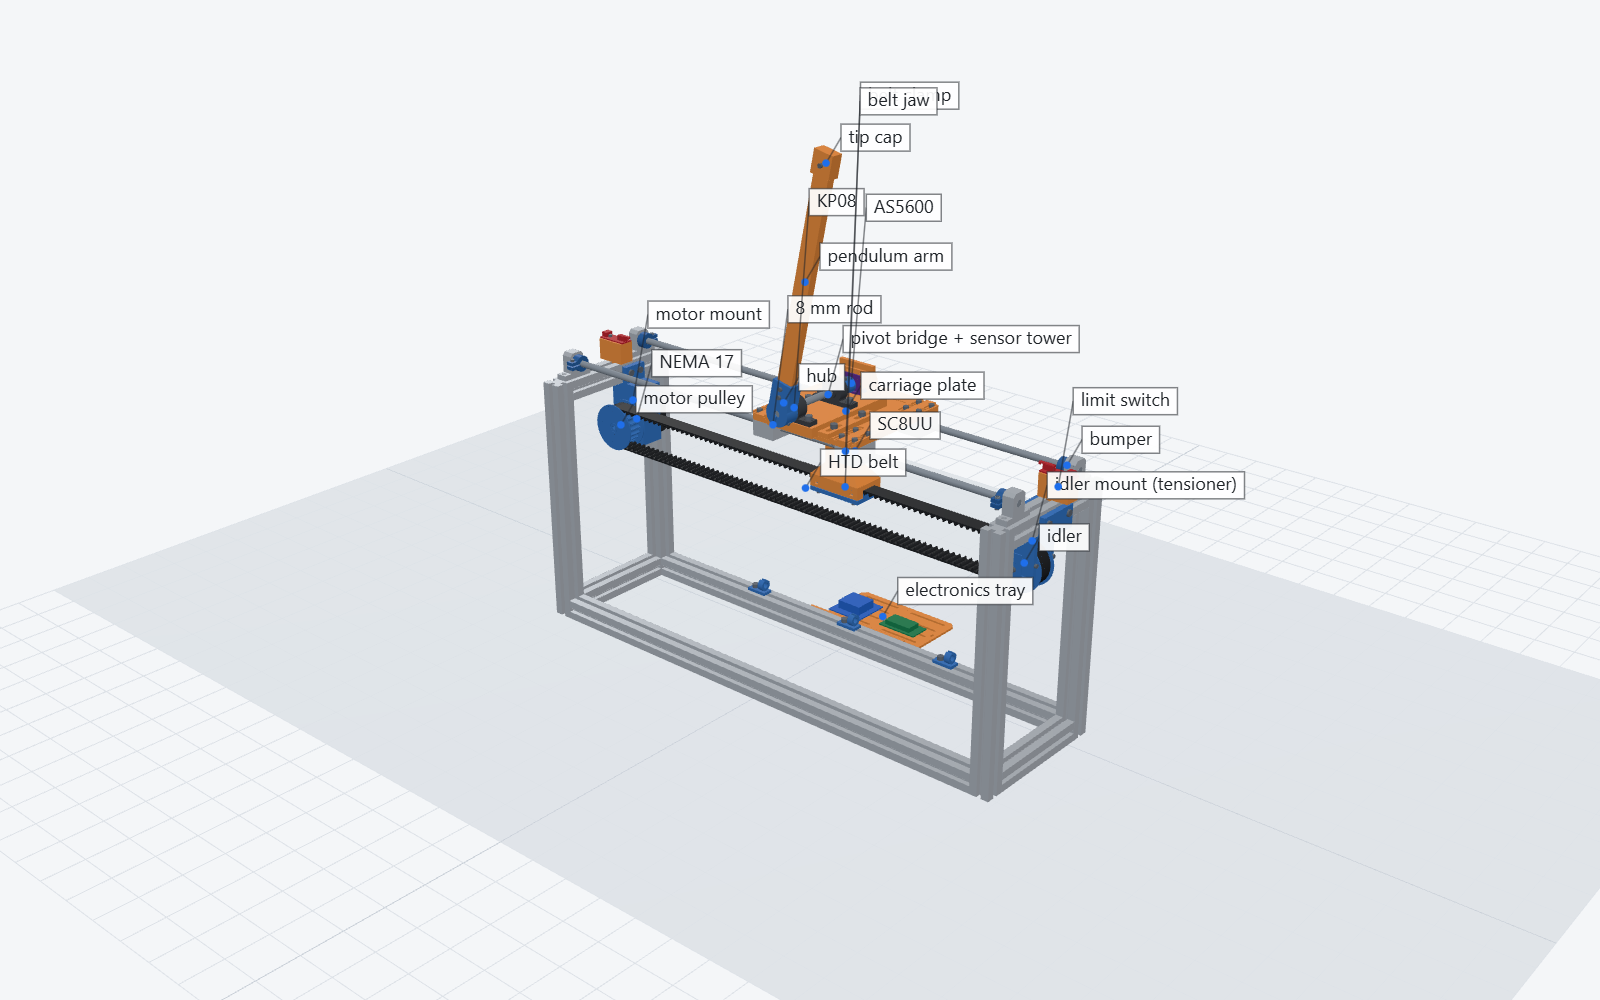 belt jaw
tip cap
KP08
AS5600
pendulum arm
8 mm rod
motor mount
pivot bridge + sensor tower
NEMA 17
hub
carriage plate
motor pulley
limit switch
SC8UU
bumper
HTD belt
idler mount (tensioner)
idler
electronics tray